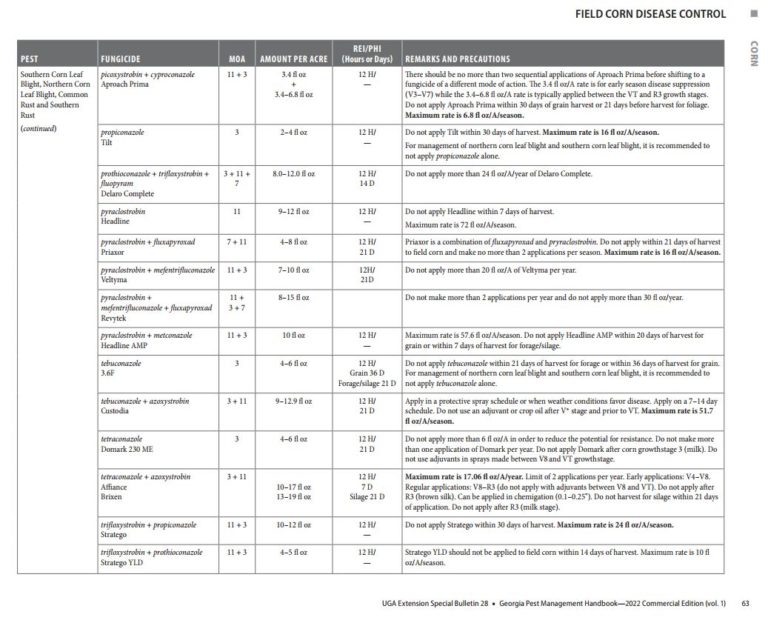 FIELD CORN DISEASE CONTROL
CORN
PEST FUNGICIDE MOA AMOUNT PER ACRE REI/PHI (Hours or Days) REMARKS AND PRECAUTIONS
Southern Corn Leaf
Blight, Northern Corn
Leaf Blight, Common
Rust and Southern
Rust
(continued)
picoxystrobin + cyproconazole
Aproach Prima
11 + 3
3.4 fl oz
+
3.4–6.8 fl oz
12 H/
—
There should be no more than two sequential applications of Aproach Prima before shifting to a
fungicide of a different mode of action. The 3.4 fl oz/A rate is for early season disease suppression
(V3–V7) while the 3.4–6.8 fl oz/A rate is typically applied between the VT and R3 growth stages.
Do not apply Aproach Prima within 30 days of grain harvest or 21 days before harvest for foliage.
Maximum rate is 6.8 fl oz/A/season.
propiconazole
Tilt
3
2–4 fl oz
12 H/
—
Do not apply Tilt within 30 days of harvest. Maximum rate is 16 fl oz/A/season.
For management of northern corn leaf blight and southern corn leaf blight, it is recommended to
not apply propiconazole alone.
prothioconazole + trifloxystrobin +
fluopyram
Delaro Complete
3 + 11 +
7
8.0–12.0 fl oz
12 H/
14 D
Do not apply more than 24 fl oz/A/year of Delaro Complete.
pyraclostrobin
Headline
11
9–12 fl oz
12 H/
—
Do not apply Headline within 7 days of harvest.
Maximum rate is 72 fl oz/A/season.
pyraclostrobin + fluxapyroxad
Priaxor
7 + 11
4–8 fl oz
12 H/
21 D
Priaxor is a combination of fluxapyroxad and pryraclostrobin. Do not apply within 21 days of harvest
to field corn and make no more than 2 applications per season. Maximum rate is 16 fl oz/A/season.
pyraclostrobin + mefentrifluconazole
Veltyma
11 + 3
7–10 fl oz
12H/
21D
Do not apply more than 20 fl oz/A of Veltyma per year.
pyraclostrobin +
mefentrifluconazole + fluxapyroxad
Revytek
11 +
3 + 7
8–15 fl oz
Do not make more than 2 applications per year and do not apply more than 30 fl oz/year.
pyraclostrobin + metconazole
Headline AMP
11 + 3
10 fl oz
12 H/
—
Maximum rate is 57.6 fl oz/A/season. Do not apply Headline AMP within 20 days of harvest for
grain or within 7 days of harvest for forage/silage.
tebuconazole
3.6F
3
4–6 fl oz
12 H/
Grain 36 D
Forage/silage 21 D
Do not apply tebuconazole within 21 days of harvest for forage or within 36 days of harvest for grain.
For management of northern corn leaf blight and southern corn leaf blight, it is recommended to
not apply tebuconazole alone.
tebuconazole + azoxystrobin
Custodia
3 + 11
9–12.9 fl oz
12 H/
21 D
Apply in a protective spray schedule or when weather conditions favor disease. Apply on a 7–14 day
schedule. Do not use an adjuvant or crop oil after V* stage and prior to VT. Maximum rate is 51.7
fl oz/A/season.
tetraconazole
Domark 230 ME
3
4–6 fl oz
12 H/
21 D
Do not apply more than 6 fl oz/A in order to reduce the potential for resistance. Do not make more
than one application of Domark per year. Do not apply Domark after corn growthstage 3 (milk). Do
not use adjuvants in sprays made between V8 and VT growthstage.
tetraconazole + azoxystrobin
Affiance
Brixen
3 + 11
10–17 fl oz
13–19 fl oz
12 H/
7 D
Silage 21 D
Maximum rate is 17.06 fl oz/A/year. Limit of 2 applications per year. Early applications: V4–V8.
Regular applications: V8–R3 (do not apply with adjuvants between V8 and VT). Do not apply after
R3 (brown silk). Can be applied in chemigation (0.1–0.25"). Do not harvest for silage within 21 days
of application. Do not apply after R3 (milk stage).
trifloxystrobin + propiconazole
Stratego
11 + 3
10–12 fl oz
12 H/
—
Do not apply Stratego within 30 days of harvest. Maximum rate is 24 fl oz/A/season.
trifloxystrobin + prothioconazole
Stratego YLD
11 + 3
4–5 fl oz
12 H/
—
Stratego YLD should not be applied to field corn within 14 days of harvest. Maximum rate is 10 fl
oz/A/season.
UGA Extension Special Bulletin 28 • Georgia Pest Management Handbook—2022 Commercial Edition (vol. 1) 63